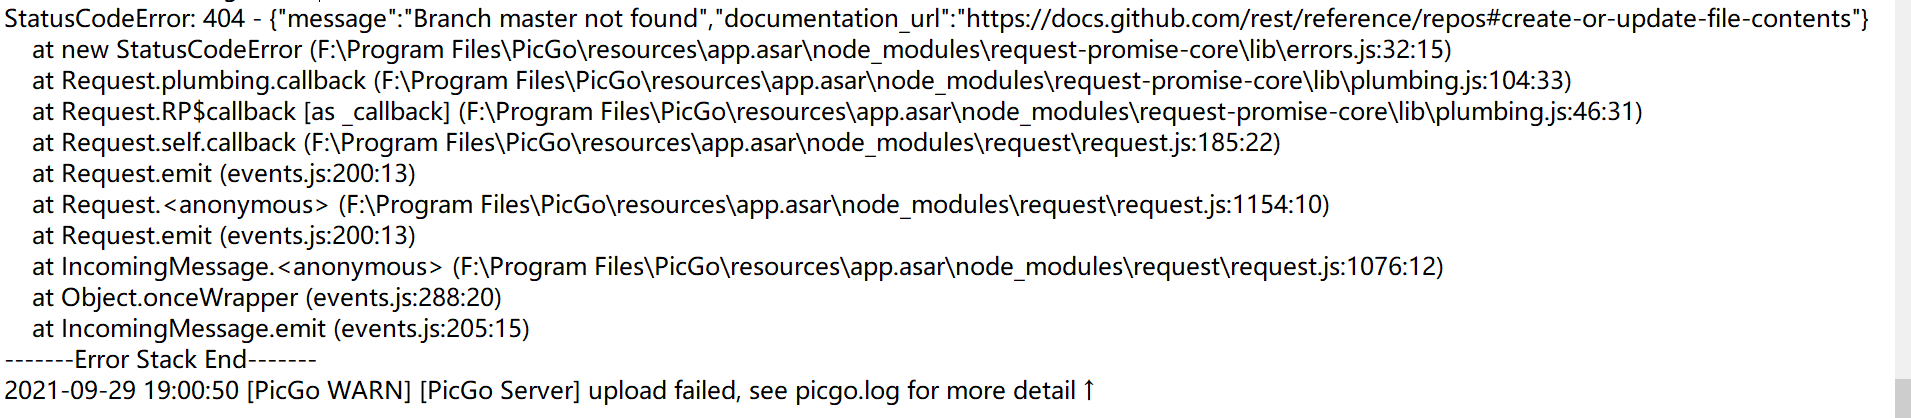 StatusCodeError: 404 - {"message":"Branch master not found","documentation_url":"https://docs.github.com/rest/reference/repos#create-or-update-file-contents"}
at new StatusCodeError (F:\Program Files\PicGo\resources\app.asar\node_modules\request-promise-core\lib\errors.js:32:15)
at Request.plumbing.callback (F:\Program Files\PicGo\resources\app.asar\node_modules\request-promise-core\lib\plumbing.js:104:33)
at Request.RP$callback [as _callback] (F:\Program Files\PicGo\resources\app.asar\node_modules\request-promise-core\lib\plumbing.js:46:31)
at Request.self.callback (F:\Program Files\PicGo\resources\app.asar\node_modules\request\request.js:185:22)
at Request.emit (events.js:200:13)
at Request.<anonymous> (F:\Program Files\PicGo\resources\app.asar\node_modules\request\request.js:1154:10)
at Request.emit (events.js:200:13)
at IncomingMessage.<anonymous> (F:\Program Files\PicGo\resources\app.asar\node_modules\request\request.js:1076:12)
at Object.onceWrapper (events.js:288:20)
at IncomingMessage.emit (events.js:205:15)
-------Error Stack End-------
2021-09-29 19:00:50 [PicGo WARN] [PicGo Server] upload failed, see picgo.log for more detail ↑